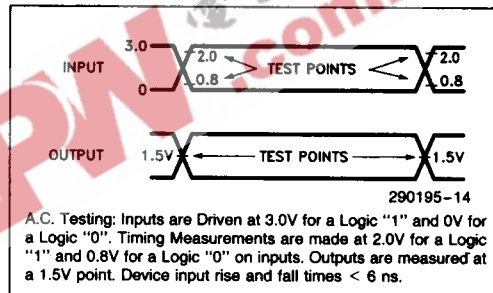 3.0
INPUT
0
2.0
0.8
TEST POINTS
2.0
0.8
OUTPUT
1.5V
TEST POINTS
1.5V
290195-14
A.C. Testing: Inputs are Driven at 3.0V for a Logic "1" and 0V for
a Logic "0". Timing Measurements are made at 2.0V for a Logic
"1" and 0.8V for a Logic "0" on inputs. Outputs are measured at
a 1.5V point. Device input rise and fall times < 6 ns.
.com